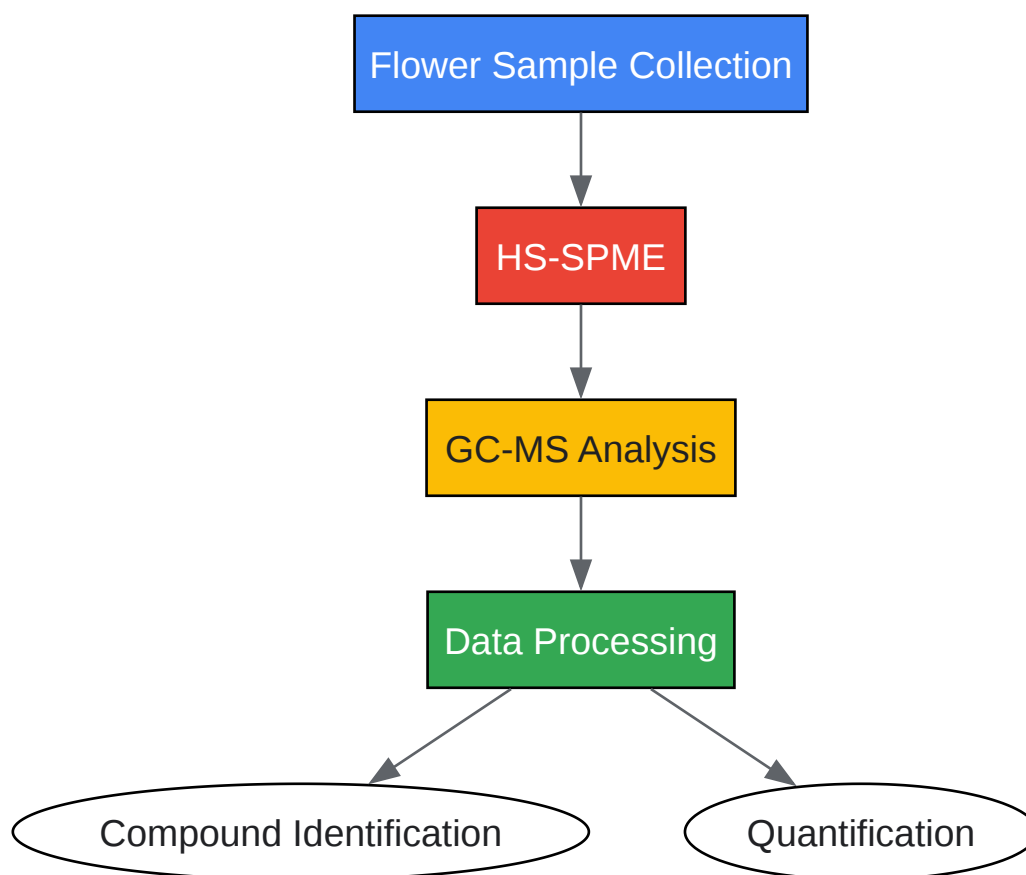 Flower Sample Collection
HS-SPME
GC-MS Analysis
Data Processing
Compound Identification
Quantification